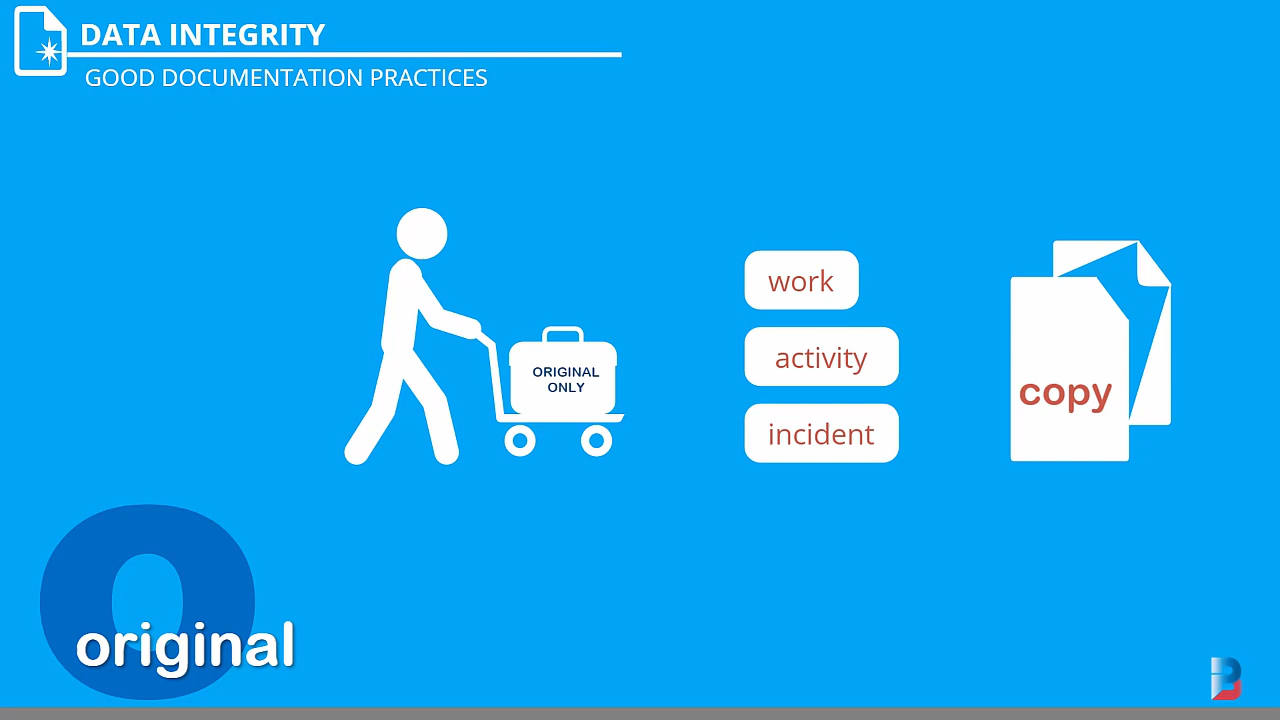 DATA INTEGRITY
GOOD DOCUMENTATION PRACTICES
ORIGINAL
ONLY
work
activity
incident
copy
o
original